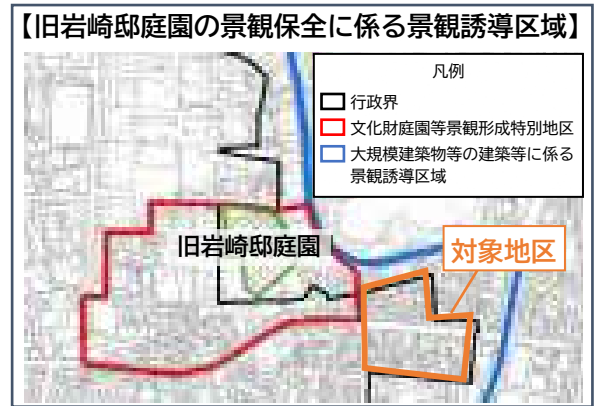 【旧岩崎邸庭園の景観保全に係る景観誘導区域】
凡例
行政界
文化財庭園等景観形成特別地区
大規模建築物等の建築等に係る
景観誘導区域
旧岩崎邸庭園
対象地区